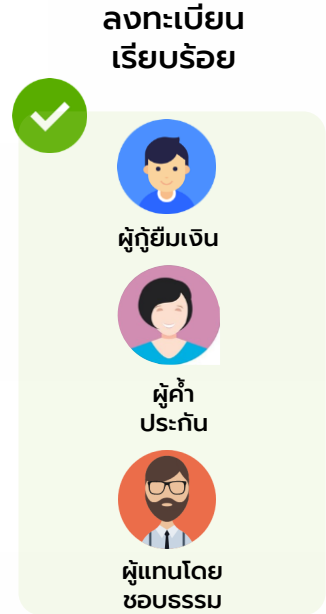 ลงทะเบียน
เรียบร้อย
ผู้กู้ยืมเงิน
ผู้ค้ำ
ประกัน
ผู้แทนโดย
ชอบธรรม